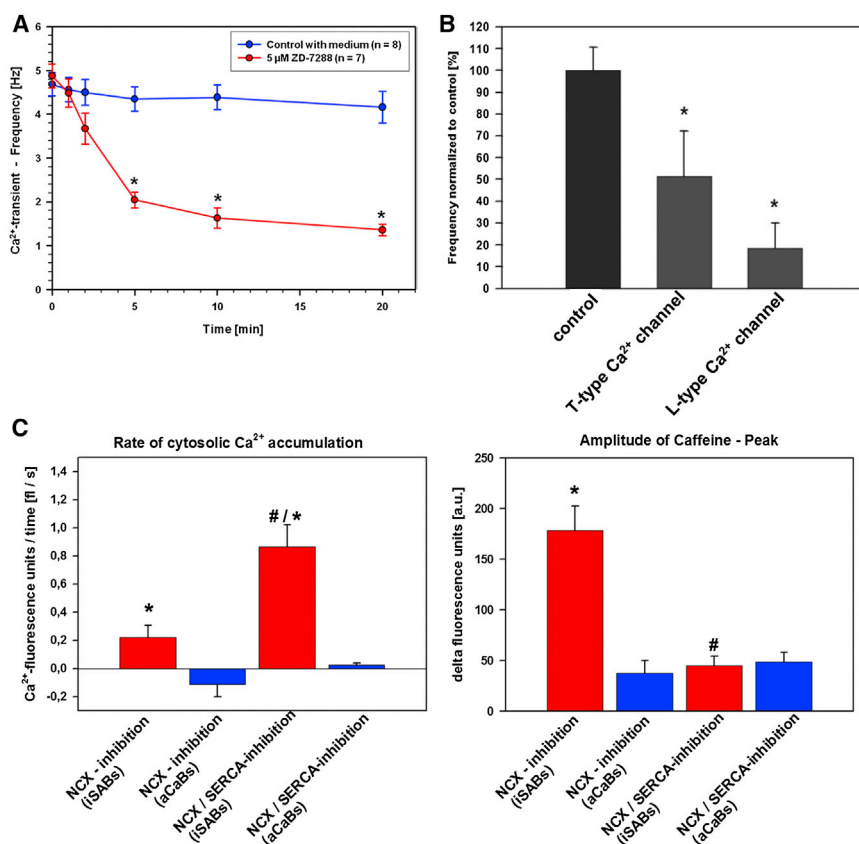 A
Ca²⁺-transient - Frequency [Hz]
6
5
4
3
2
1
0
0
5
10
15
20
Time [min]
Control with medium (n = 8)
5 µM ZD-7288 (n = 7)
*
*
*
B
Frequency normalized to control [%]
120
110
100
90
80
70
60
50
40
30
20
10
0
*
*
control
T-type Ca²⁺ channel
L-type Ca²⁺ channel
C
Rate of cytosolic Ca²⁺ accumulation
Ca²⁺-fluorescence units / time [fl / s]
1,4
1,2
1,0
0,8
0,6
0,4
0,2
0,0
-0,2
*
# / *
NCX - inhibition
(iSABs)
NCX - inhibition
(aCaBs)
NCX / SERCA-inhibition
(iSABs)
NCX / SERCA-inhibition
(aCaBs)
Amplitude of Caffeine - Peak
delta fluorescence units [a.u.]
250
200
150
100
50
0
*
#
NCX - inhibition
(iSABs)
NCX - inhibition
(aCaBs)
NCX / SERCA-inhibition
(iSABs)
NCX / SERCA-inhibition
(aCaBs)